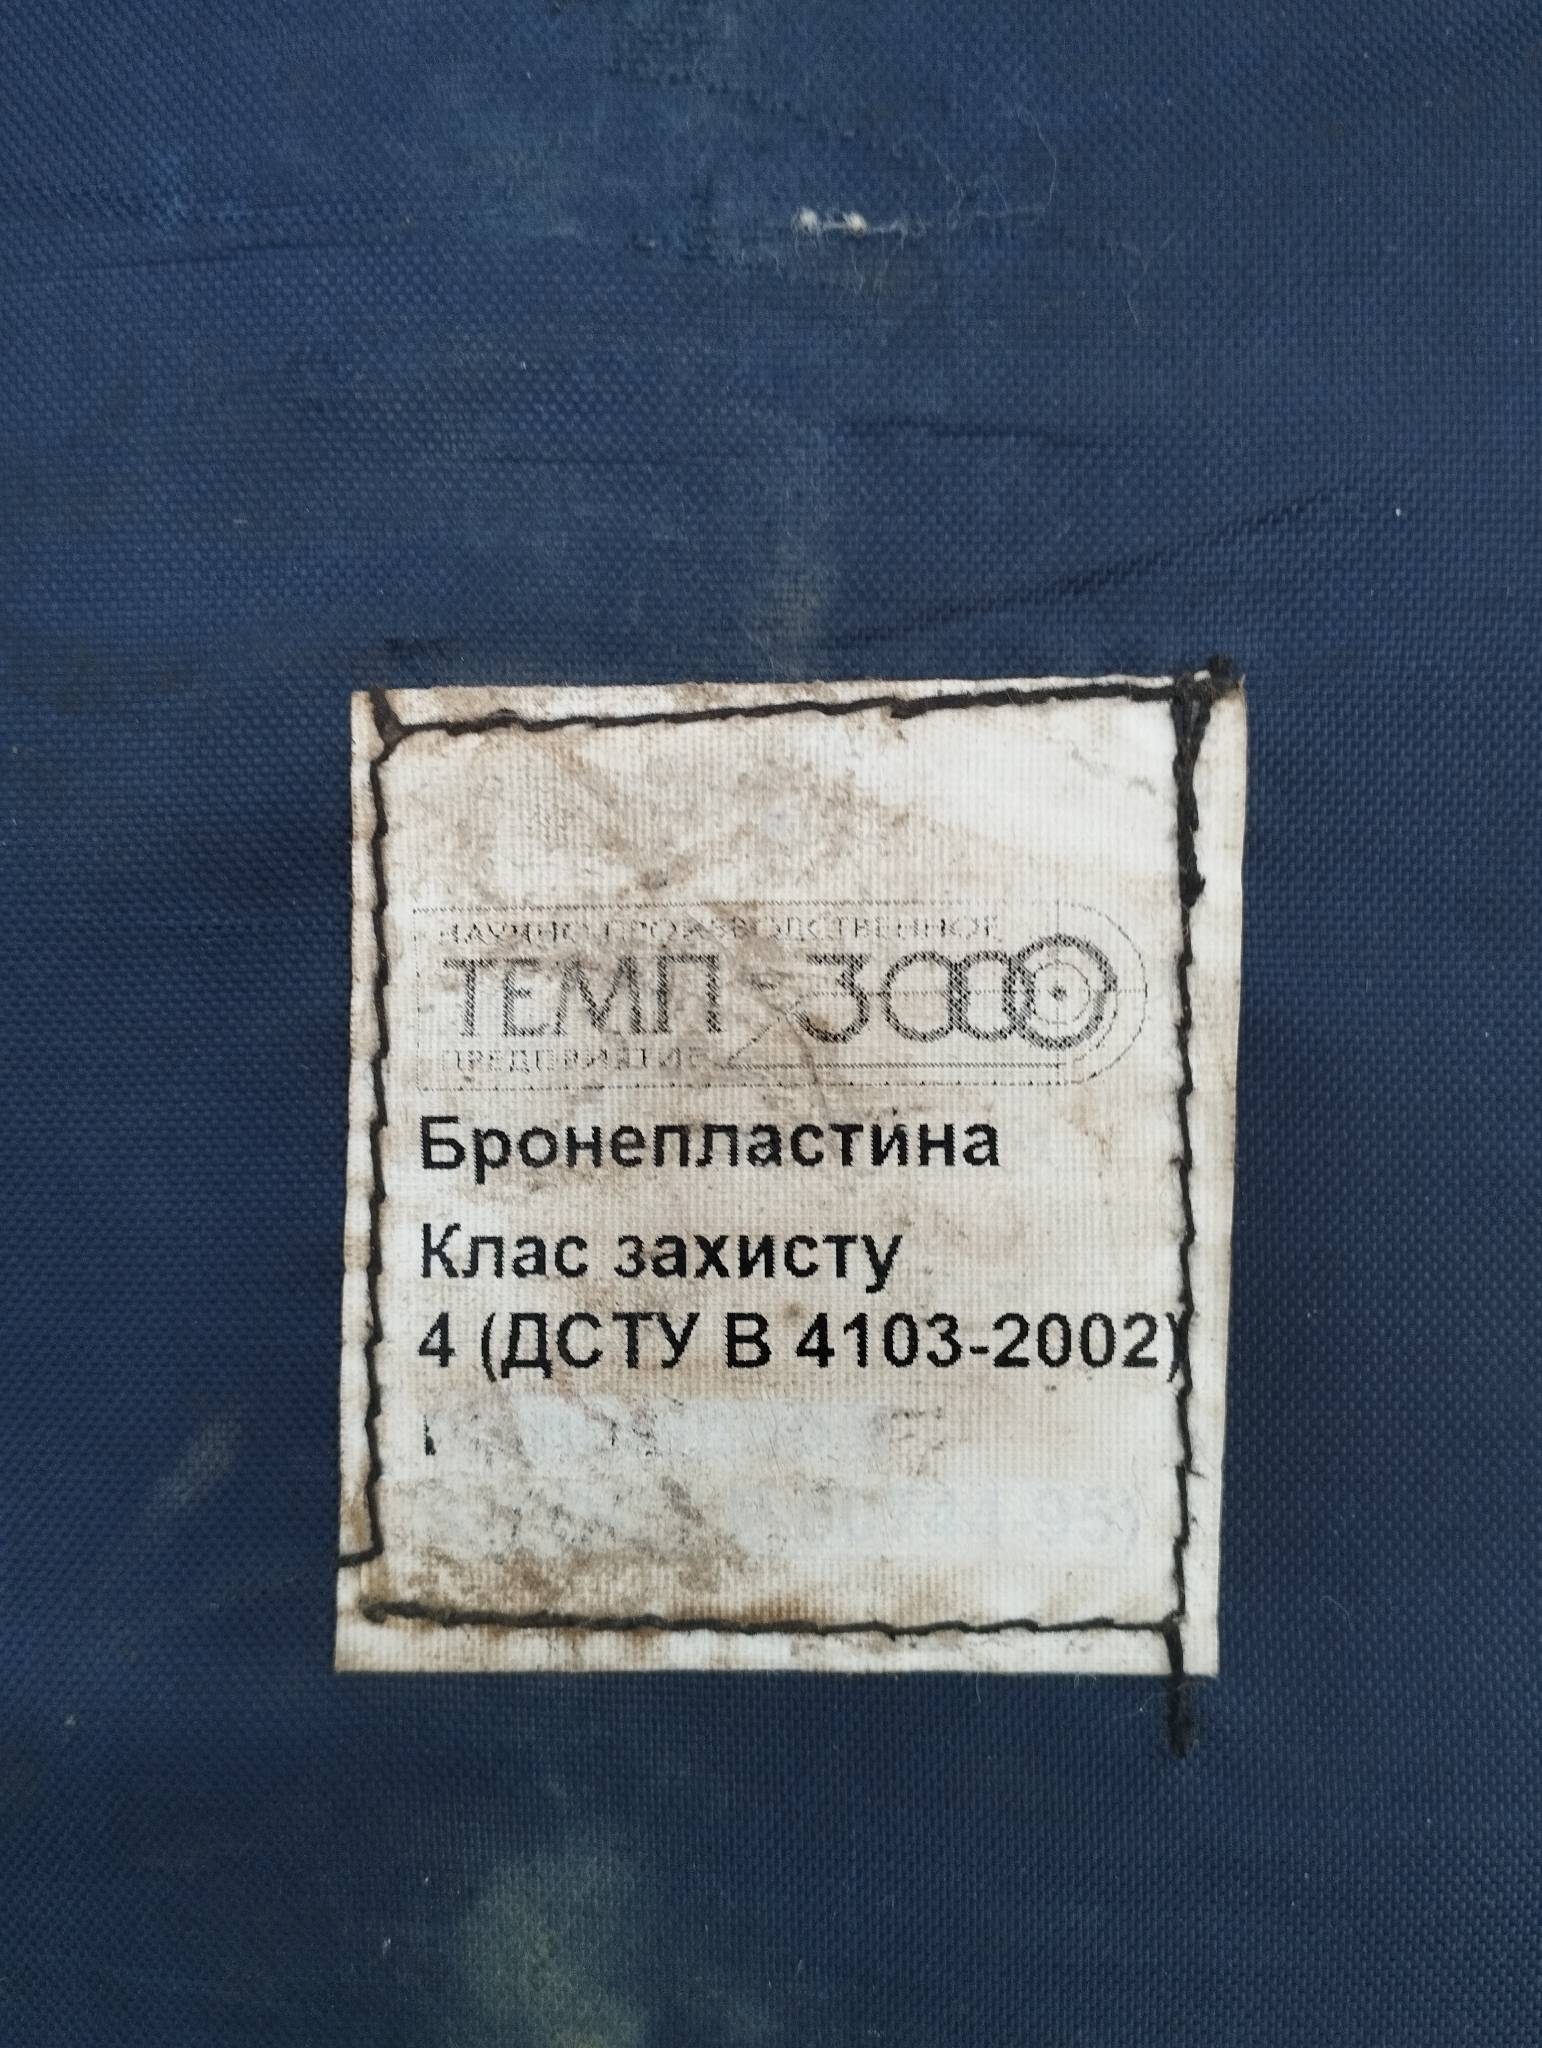 НАУЧНО-ПРОИЗВОДСТВЕННОЕ
ТЕМП-3000
ПРЕДПРИЯТИЕ
Бронепластина
Клас захисту
4 (ДСТУ В 4103-2002)